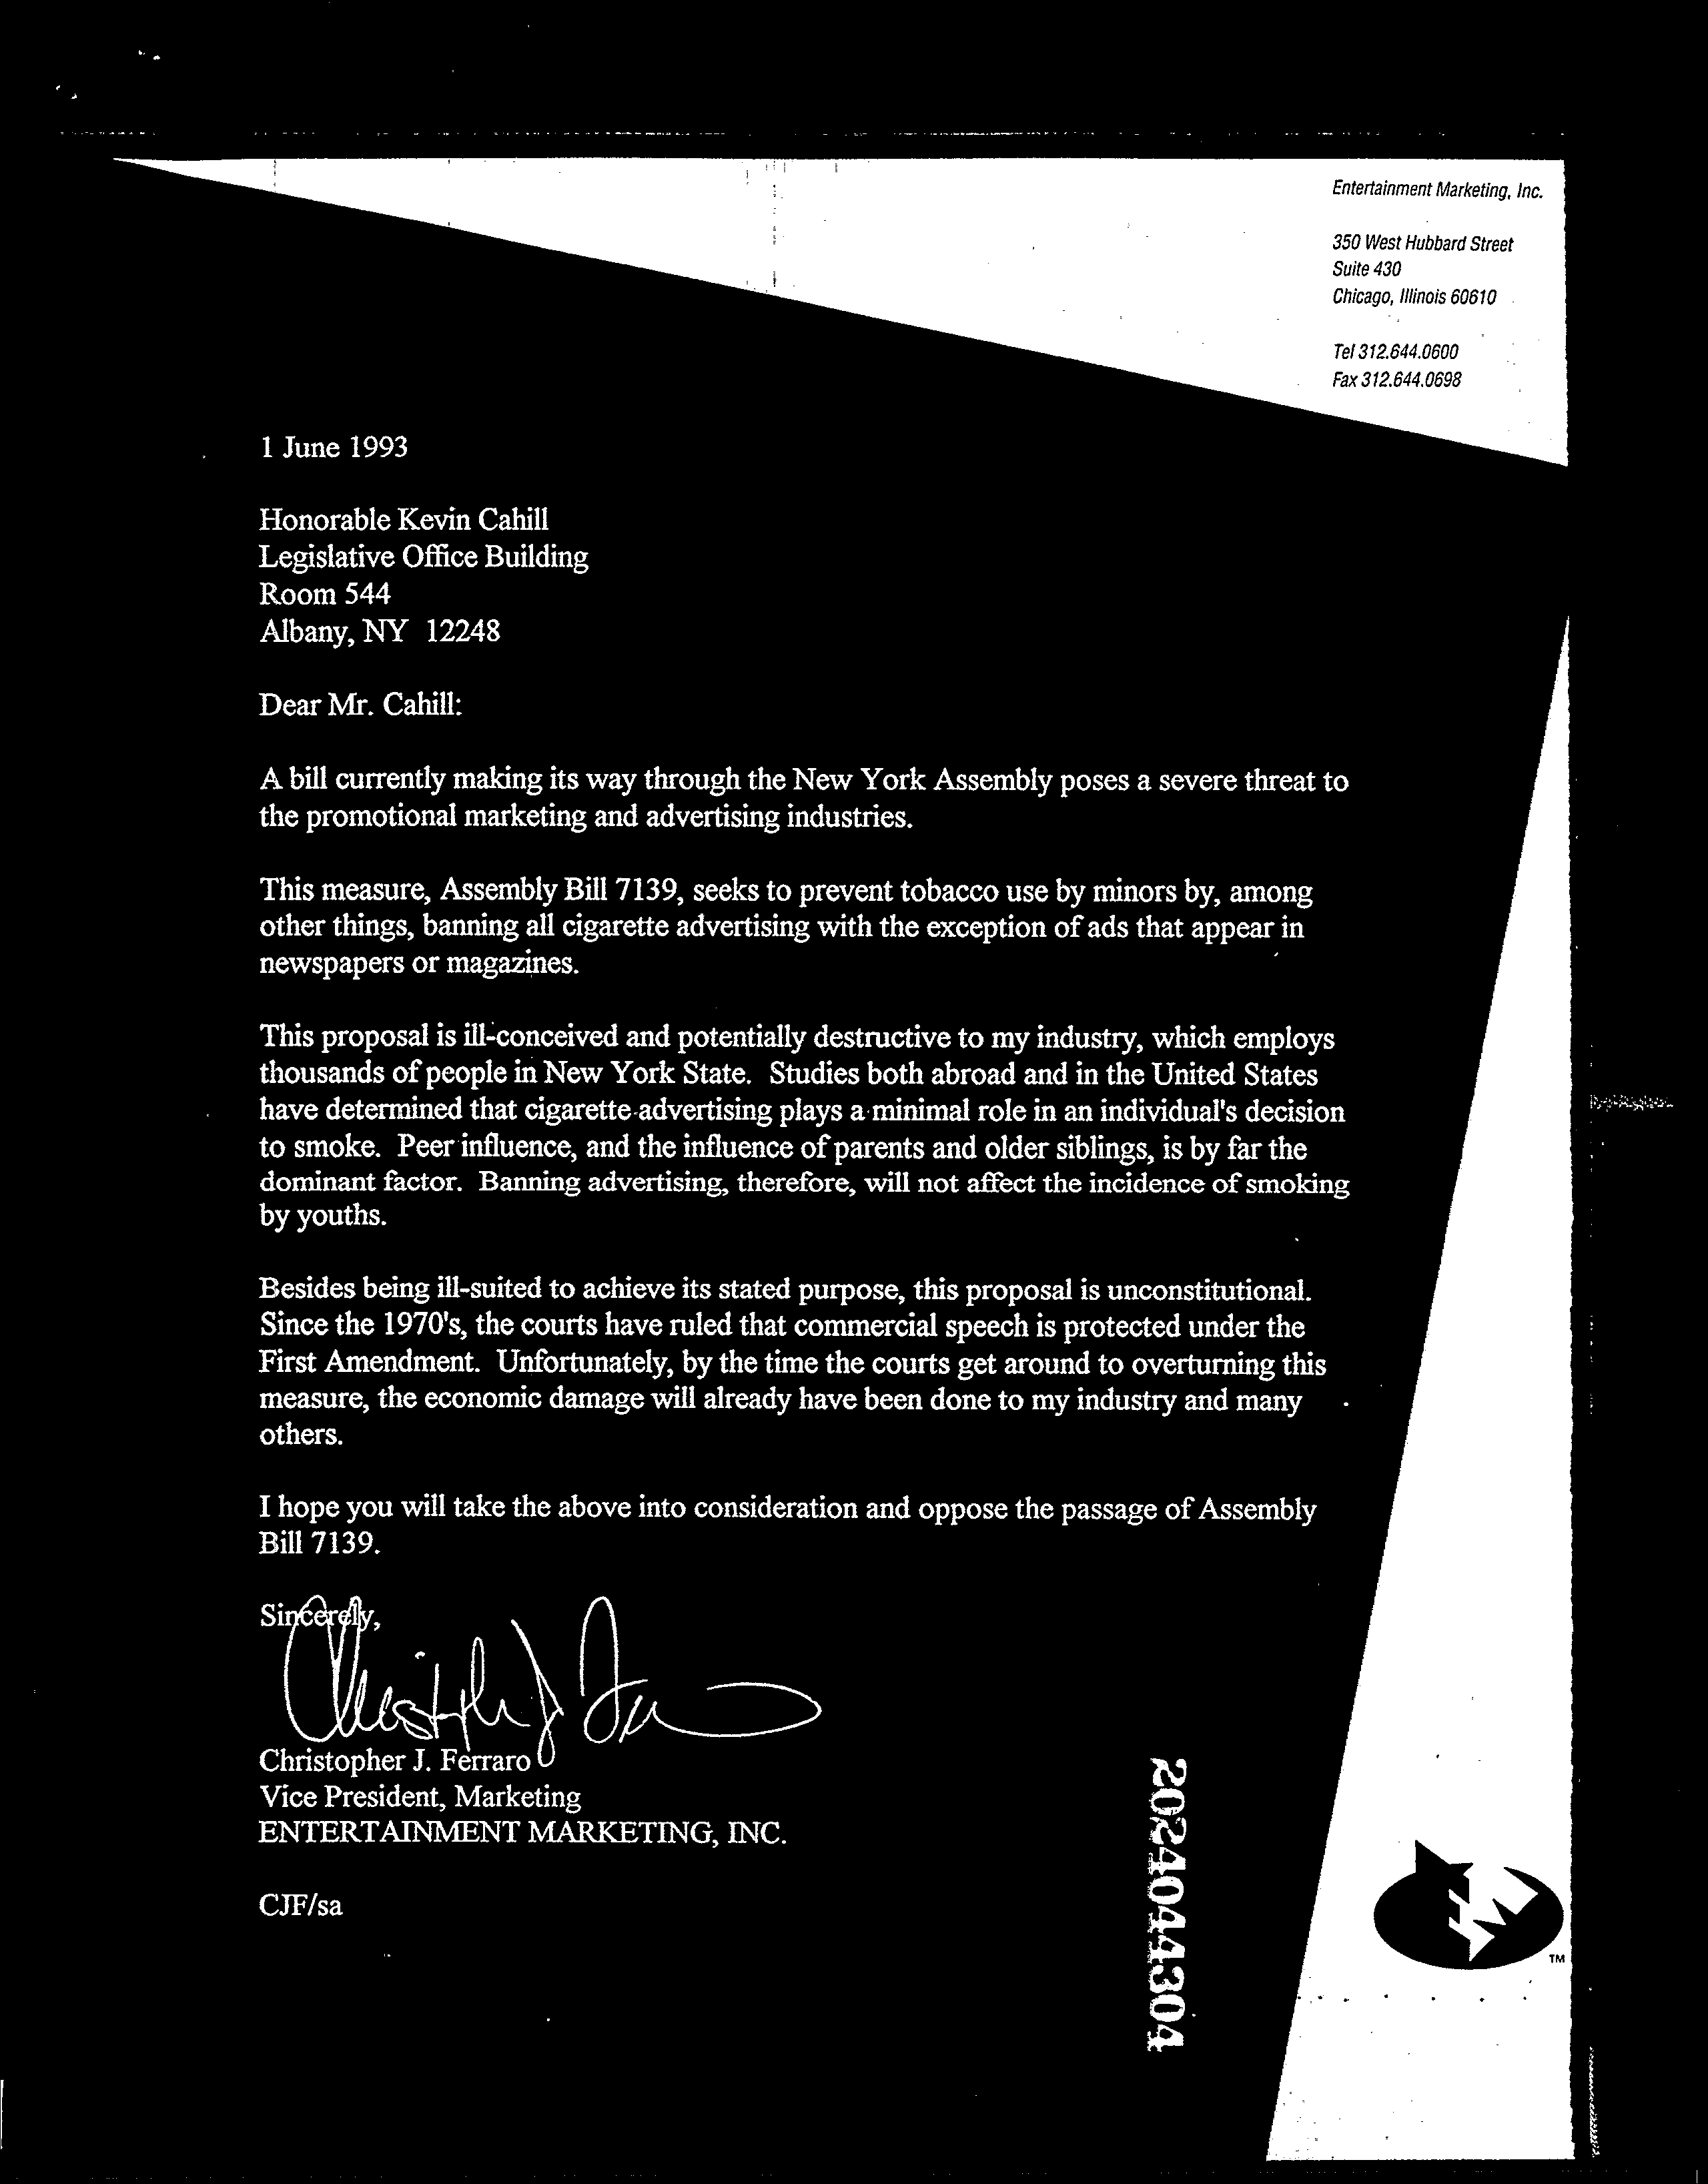 Entertainment Marketing, Inc.
350 West Hubbard Street
Suite 430
Chicago, Illinois 60610
Tel 312.644.0600
Fax 312.644.0698
1 June 1993
Honorable Kevin Cahill
Legislative Office Building
Room 544
Albany, NY 12248
Dear Mr. Cahill:
A bill currently making its way through the New York Assembly poses a severe threat to
the promotional marketing and advertising industries.
This measure, Assembly Bill 7139, seeks to prevent tobacco use by minors by, among
other things, banning all cigarette advertising with the exception of ads that appear in
newspapers or magazines.
This proposal is ill-conceived and potentially destructive to my industry, which employs
thousands of people in New York State. Studies both abroad and in the United States
have determined that cigarette advertising plays a minimal role in an individual's decision
to smoke. Peer influence, and the influence of parents and older siblings, is by far the
dominant factor. Banning advertising, therefore, will not affect the incidence of smoking
by youths.
Besides being ill-suited to achieve its stated purpose, this proposal is unconstitutional.
Since the 1970's, the courts have ruled that commercial speech is protected under the
First Amendment. Unfortunately, by the time the courts get around to overturning this
measure, the economic damage will already have been done to my industry and many
others.
I hope you will take the above into consideration and oppose the passage of Assembly
Bill 7139.
Sincerely,
Christopher J. Ferraro
Vice President, Marketing
ENTERTAINMENT MARKETING, INC.
CJF/sa
2024044304
EM
TM